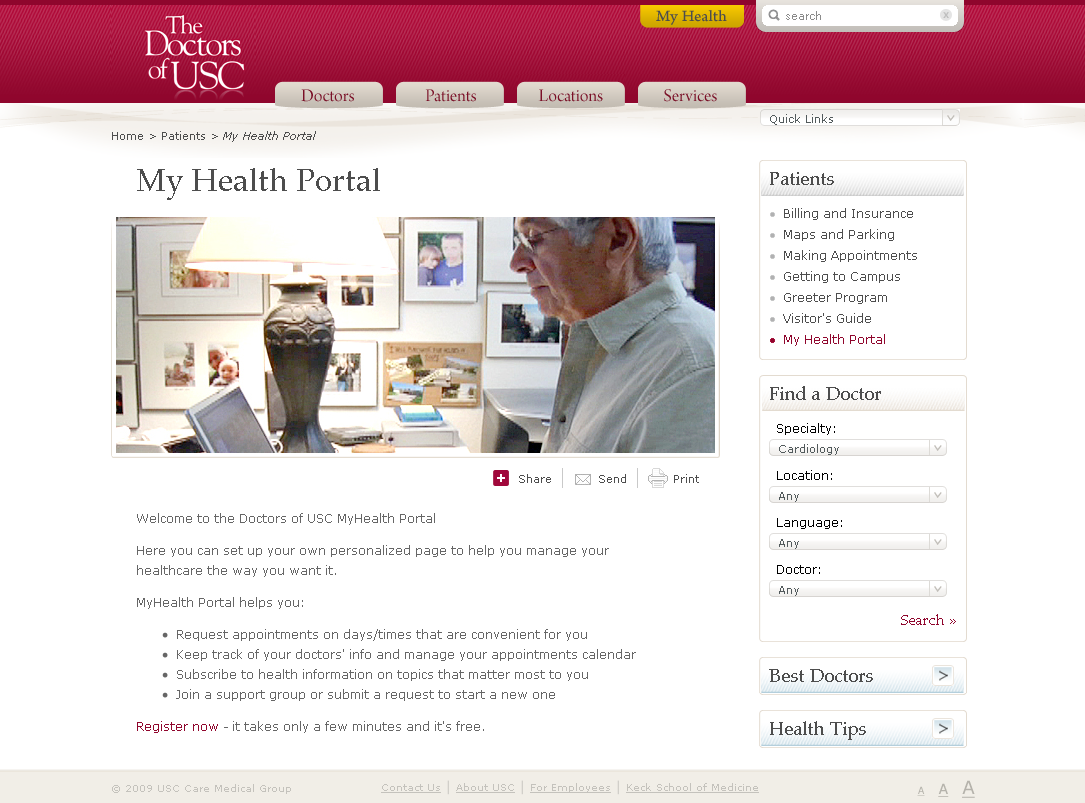 The
Doctors
of USC
My Health
search
Doctors
Patients
Locations
Services
Quick Links
Home > Patients > My Health Portal
My Health Portal
Share
Send
Print
Welcome to the Doctors of USC MyHealth Portal
Here you can set up your own personalized page to help you manage your
healthcare the way you want it.
MyHealth Portal helps you:
Request appointments on days/times that are convenient for you
Keep track of your doctors' info and manage your appointments calendar
Subscribe to health information on topics that matter most to you
Join a support group or submit a request to start a new one
Register now - it takes only a few minutes and it's free.
Patients
Billing and Insurance
Maps and Parking
Making Appointments
Getting to Campus
Greeter Program
Visitor's Guide
My Health Portal
Find a Doctor
Specialty:
Cardiology
Location:
Any
Language:
Any
Doctor:
Any
Search »
Best Doctors >
Health Tips >
© 2009 USC Care Medical Group
Contact Us | About USC | For Employees | Keck School of Medicine
A A A